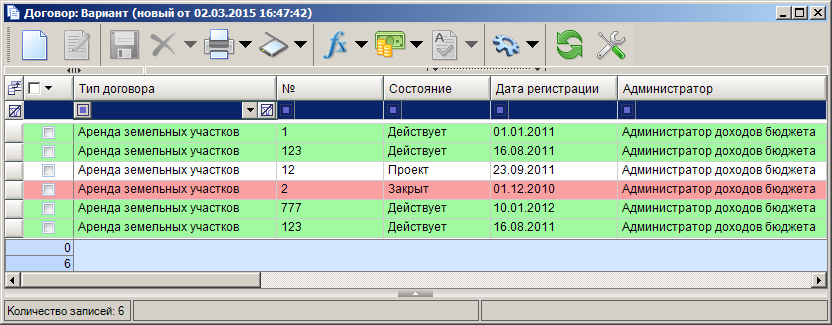 Договор: Вариант (новый от 02.03.2015 16:47:42)
Тип договора № Состояние Дата регистрации Администратор
Аренда земельных участков 1 Действует 01.01.2011 Администратор доходов бюджета
Аренда земельных участков 123 Действует 16.08.2011 Администратор доходов бюджета
Аренда земельных участков 12 Проект 23.09.2011 Администратор доходов бюджета
Аренда земельных участков 2 Закрыт 01.12.2010 Администратор доходов бюджета
Аренда земельных участков 777 Действует 10.01.2012 Администратор доходов бюджета
Аренда земельных участков 123 Действует 16.08.2011 Администратор доходов бюджета
0
6
Количество записей: 6